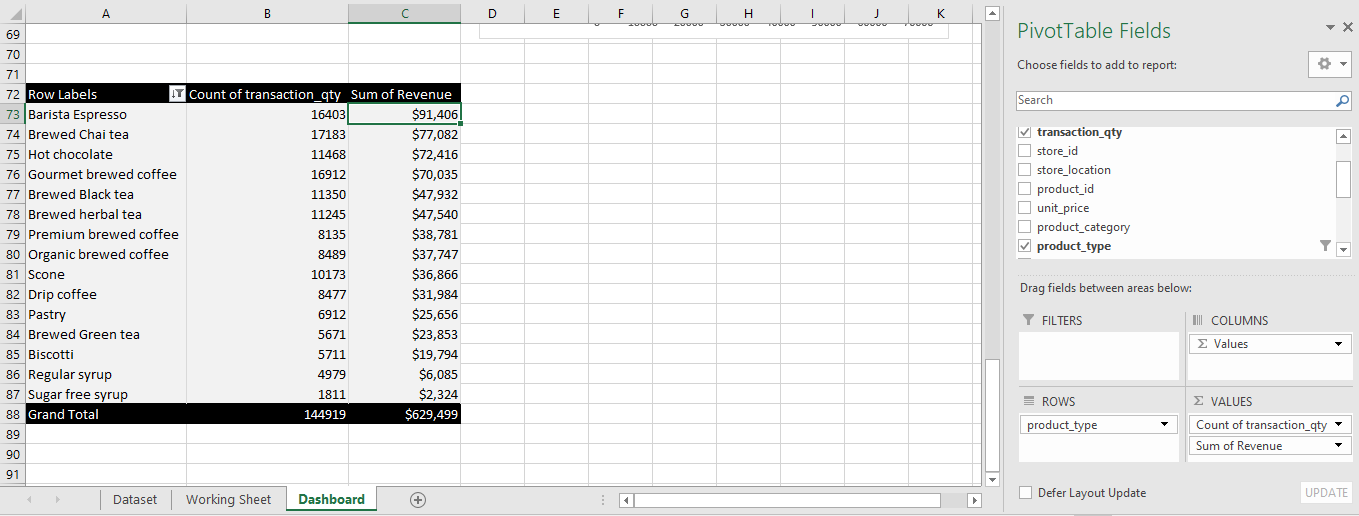 A B C D E F G H I J K
69
70
71
72 Row Labels Count of transaction_qty Sum of Revenue
73 Barista Espresso 16403 $91,406
74 Brewed Chai tea 17183 $77,082
75 Hot chocolate 11468 $72,416
76 Gourmet brewed coffee 16912 $70,035
77 Brewed Black tea 11350 $47,932
78 Brewed herbal tea 11245 $47,540
79 Premium brewed coffee 8135 $38,781
80 Organic brewed coffee 8489 $37,747
81 Scone 10173 $36,866
82 Drip coffee 8477 $31,984
83 Pastry 6912 $25,656
84 Brewed Green tea 5671 $23,853
85 Biscotti 5711 $19,794
86 Regular syrup 4979 $6,085
87 Sugar free syrup 1811 $2,324
88 Grand Total 144919 $629,499
89
90
91
Dataset Working Sheet Dashboard
PivotTable Fields
Choose fields to add to report:
Search
transaction_qty
store_id
store_location
product_id
unit_price
product_category
product_type
Drag fields between areas below:
FILTERS
COLUMNS
Σ Values
ROWS
product_type
Σ VALUES
Count of transaction_qty
Sum of Revenue
Defer Layout Update
UPDATE